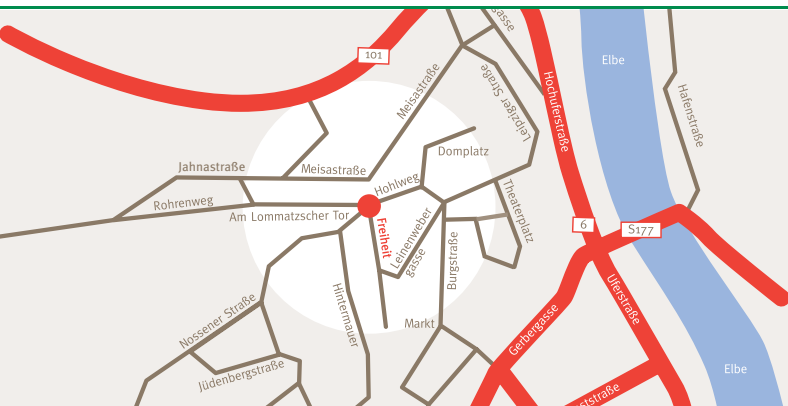 gasse
101
Elbe
Meisastraße
Leipziger Straße
Hochuferstraße
Hafenstraße
Domplatz
Jahnastraße
Meisastraße
Hohlweg
Rohrenweg
Am Lommatzscher Tor
Theaterplatz
Freiheit
Leinenweber
gasse
6
S177
Burgstraße
Hintermauer
Uferstraße
Nossener Straße
Markt
Gerbergasse
Jüdenbergstraße
Elbe
ststraße